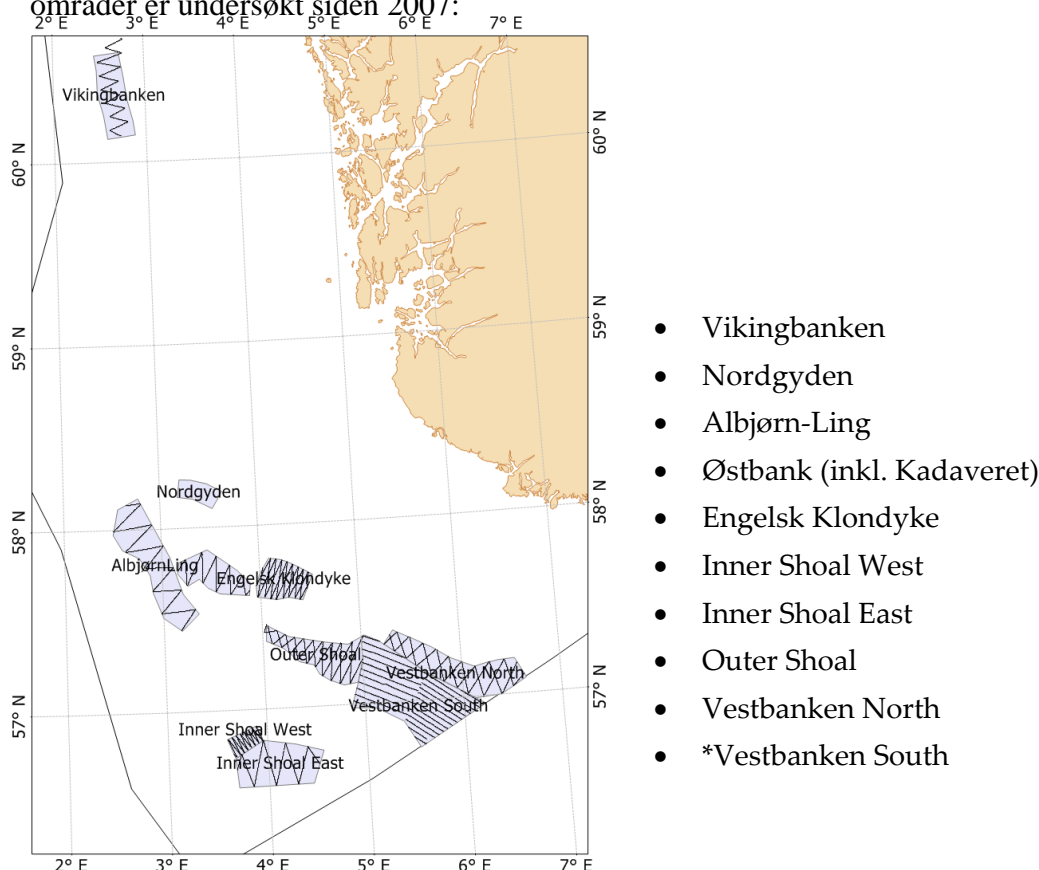 områder er undersøkt siden 2007:
2° E 3° E 4° E 5° E 6° E 7° E
Vikingbanken
60° N 60° N
59° N 59° N
58° N 58° N
57° N 57° N
Nordgyden
AlbjørnLing
Engelsk Klondyke
Outer Shoal
Vestbanken North
Vestbanken South
Inner Shoal West
Inner Shoal East
2° E 3° E 4° E 5° E 6° E 7° E
• Vikingbanken
• Nordgyden
• Albjørn-Ling
• Østbank (inkl. Kadaveret)
• Engelsk Klondyke
• Inner Shoal West
• Inner Shoal East
• Outer Shoal
• Vestbanken North
• *Vestbanken South